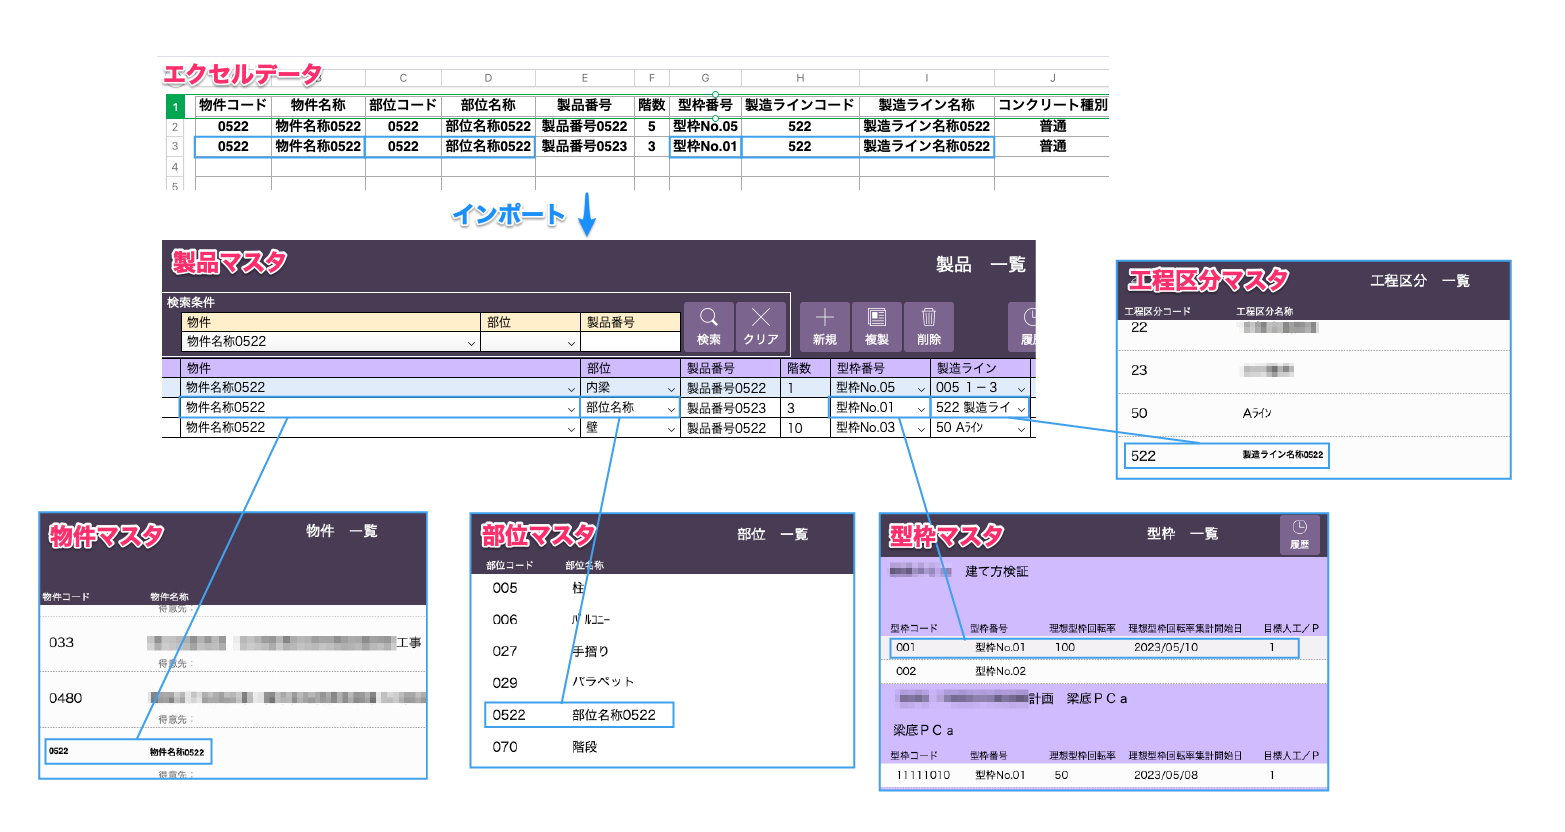 エクセルデータ
C D E F G H I J
1 物件コード 物件名称 部位コード 部位名称 製品番号 階数 型枠番号 製造ラインコード 製造ライン名称 コンクリート種別
2 0522 物件名称0522 0522 部位名称0522 製品番号0522 5 型枠No.05 522 製造ライン名称0522 普通
3 0522 物件名称0522 0522 部位名称0522 製品番号0523 3 型枠No.01 522 製造ライン名称0522 普通
4
5
インポート
製品マスタ
製品 一覧
検索条件
物件 部位 製品番号
物件名称0522
検索 クリア 新規 複製 削除
物件 部位 製品番号 階数 型枠番号 製造ライン
物件名称0522 内梁 製品番号0522 1 型枠No.05 005 1－3
物件名称0522 部位名称 製品番号0523 3 型枠No.01 522 製造ライ
物件名称0522 壁 製品番号0522 10 型枠No.03 50 Aﾗｲﾝ
工程区分マスタ
工程区分 一覧
工程区分コード 工程区分名称
22
23
50 Aﾗｲﾝ
522 製造ライン名称0522
物件マスタ
物件 一覧
物件コード 物件名称
得意先：
033 工事
得意先：
0480
得意先：
0522 物件名称0522
得意先：
部位マスタ
部位 一覧
部位コード 部位名称
005 柱
006 ﾊﾞﾙｺﾆｰ
027 手摺り
029 パラペット
0522 部位名称0522
070 階段
型枠マスタ
型枠 一覧
履歴
建て方検証
型枠コード 型枠番号 理想型枠回転率 理想型枠回転率集計開始日 目標人工／P
001 型枠No.01 100 2023/05/10 1
002 型枠No.02
計画 梁底ＰＣａ
梁底ＰＣａ
型枠コード 型枠番号 理想型枠回転率 理想型枠回転率集計開始日 目標人工／P
11111010 型枠No.01 50 2023/05/08 1